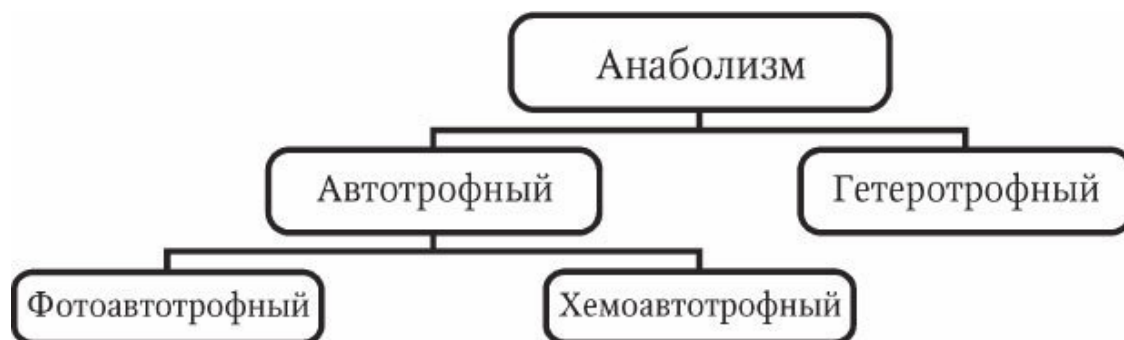 Анаболизм
Автотрофный
Гетеротрофный
Фотоавтотрофный
Хемоавтотрофный